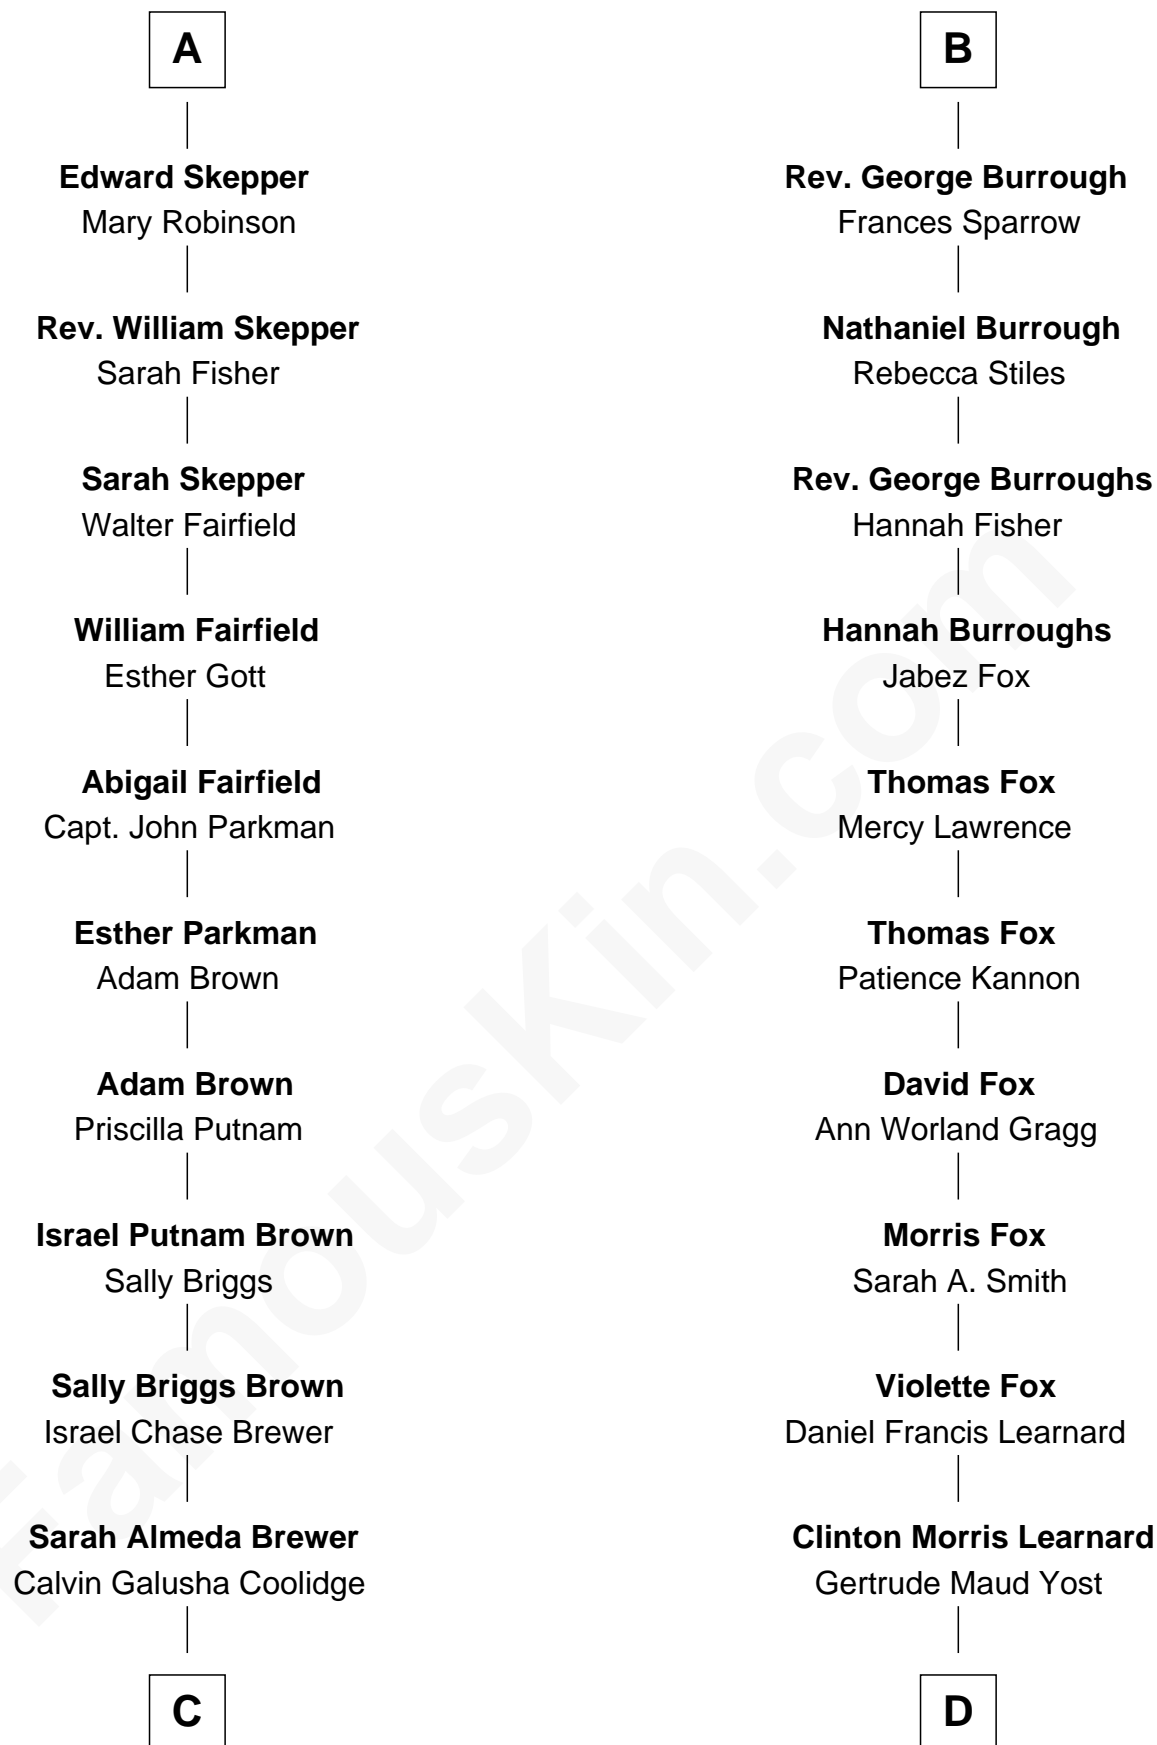 A
Edward Skepper
Mary Robinson
Rev. William Skepper
Sarah Fisher
Sarah Skepper
Walter Fairfield
William Fairfield
Esther Gott
Abigail Fairfield
Capt. John Parkman
Esther Parkman
Adam Brown
Adam Brown
Priscilla Putnam
Israel Putnam Brown
Sally Briggs
Sally Briggs Brown
Israel Chase Brewer
Sarah Almeda Brewer
Calvin Galusha Coolidge
C
B
Rev. George Burrough
Frances Sparrow
Nathaniel Burrough
Rebecca Stiles
Rev. George Burroughs
Hannah Fisher
Hannah Burroughs
Jabez Fox
Thomas Fox
Mercy Lawrence
Thomas Fox
Patience Kannon
David Fox
Ann Worland Gragg
Morris Fox
Sarah A. Smith
Violette Fox
Daniel Francis Learnard
Clinton Morris Learnard
Gertrude Maud Yost
D
FamousKin.com